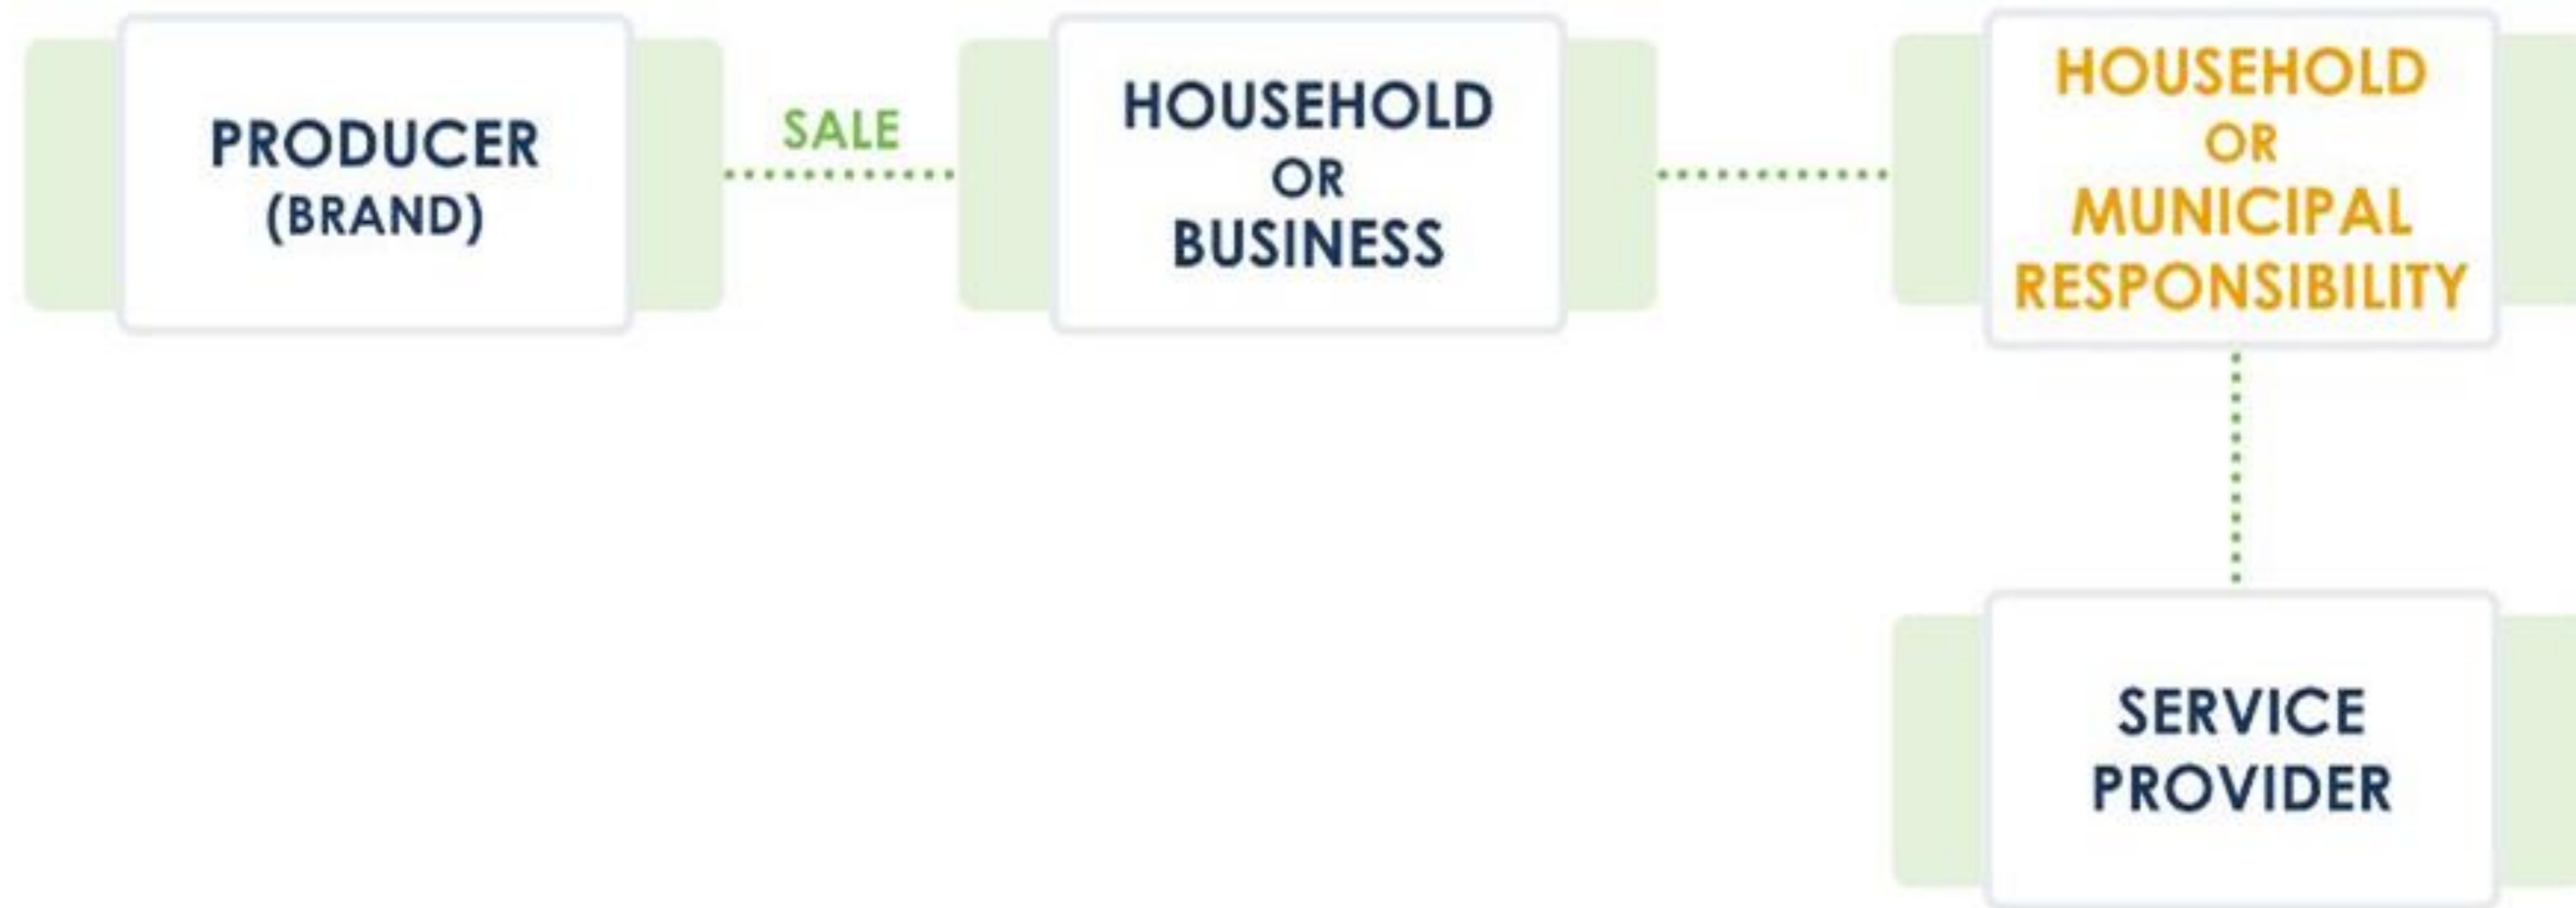 PRODUCER
(BRAND)
SALE
HOUSEHOLD
OR
BUSINESS
HOUSEHOLD
OR
MUNICIPAL
RESPONSIBILITY
SERVICE
PROVIDER